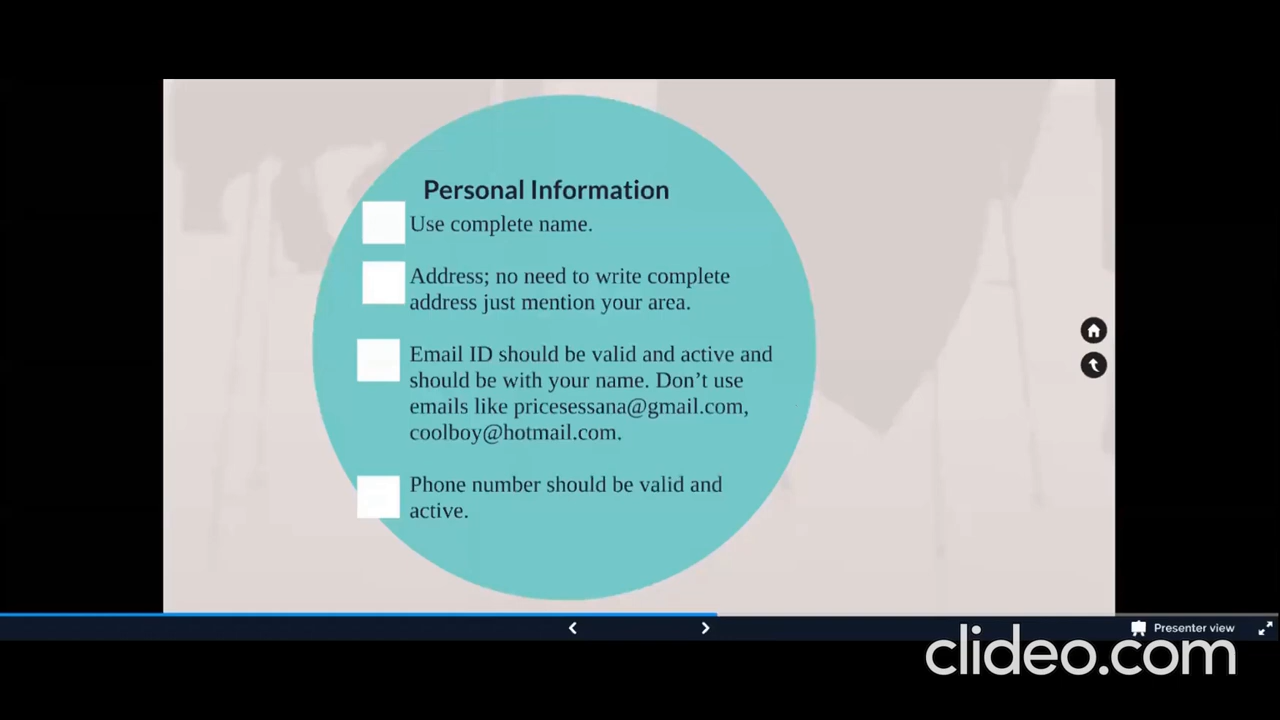 Personal Information
Use complete name.
Address; no need to write complete
address just mention your area.
Email ID should be valid and active and
should be with your name. Don’t use
emails like pricesessana@gmail.com,
coolboy@hotmail.com.
Phone number should be valid and
active.
Presenter view
clideo.com